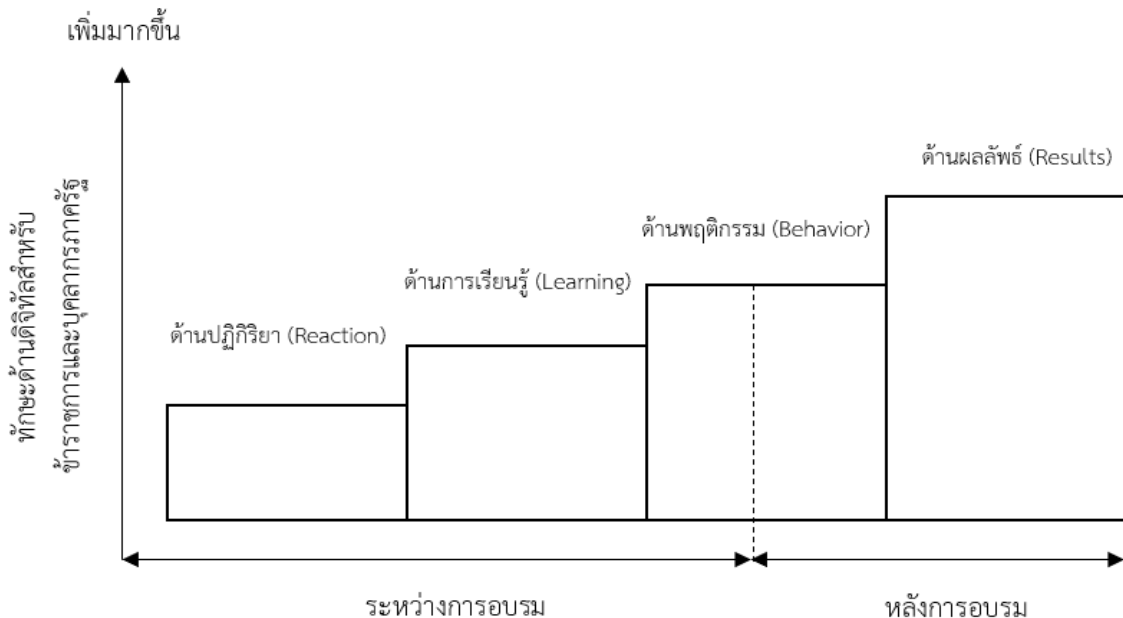 เพิ่มมากขึ้น
ทักษะด้านดิจิทัลสำหรับ
ข้าราชการและบุคลากรภาครัฐ
ด้านผลลัพธ์ (Results)
ด้านพฤติกรรม (Behavior)
ด้านการเรียนรู้ (Learning)
ด้านปฏิกิริยา (Reaction)
ระหว่างการอบรม
หลังการอบรม